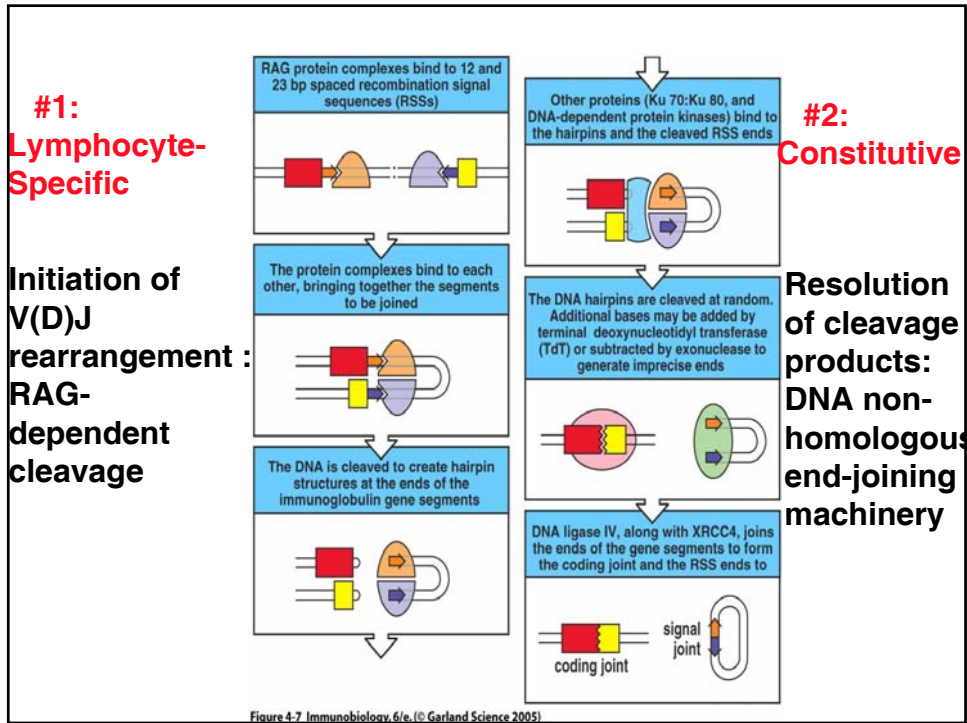 #1:
Lymphocyte-
Specific
Initiation of
V(D)J
rearrangement :
RAG-
dependent
cleavage
RAG protein complexes bind to 12 and
23 bp spaced recombination signal
sequences (RSSs)
The protein complexes bind to each
other, bringing together the segments
to be joined
The DNA is cleaved to create hairpin
structures at the ends of the
immunoglobulin gene segments
Other proteins (Ku 70:Ku 80, and
DNA-dependent protein kinases) bind to
the hairpins and the cleaved RSS ends
The DNA hairpins are cleaved at random.
Additional bases may be added by
terminal deoxynucleotidyl transferase
(TdT) or subtracted by exonuclease to
generate imprecise ends
DNA ligase IV, along with XRCC4, joins
the ends of the gene segments to form
the coding joint and the RSS ends to
coding joint
signal
joint
#2:
Constitutive
Resolution
of cleavage
products:
DNA non-
homologous
end-joining
machinery
Figure 4-7 Immunobiology, 6/e. (© Garland Science 2005)